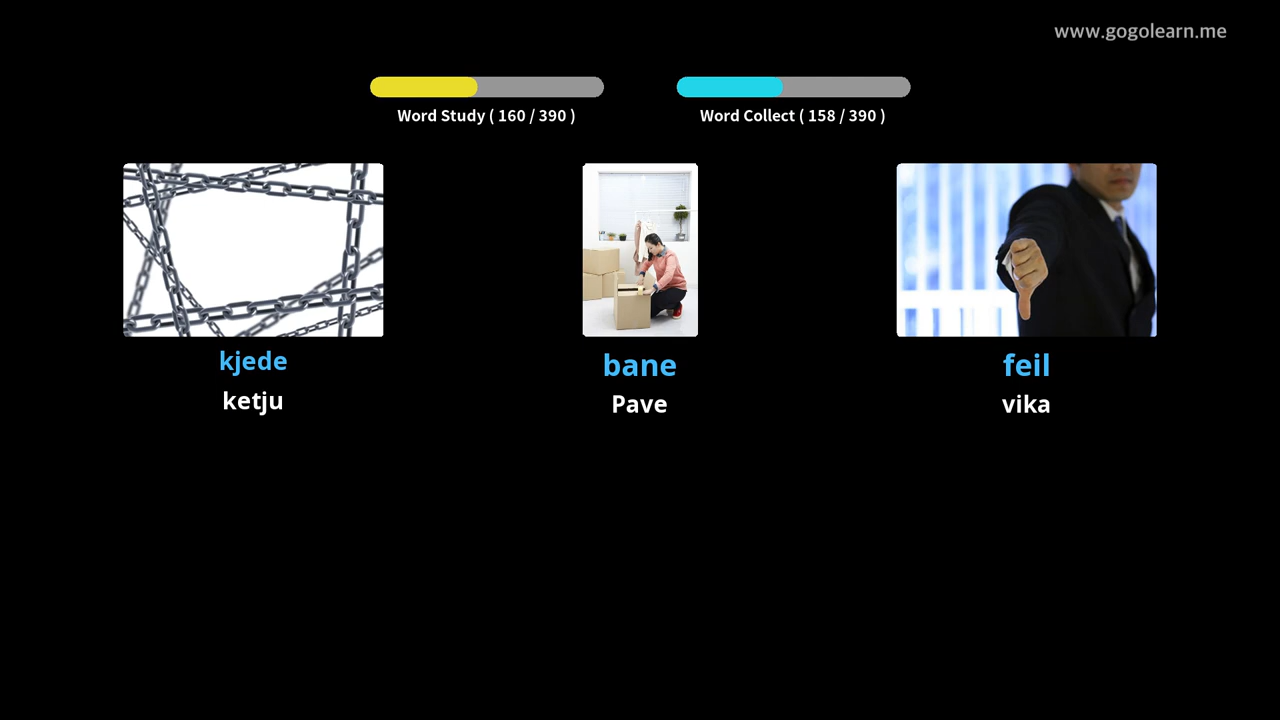 www.gogolearn.me
Word Study ( 160 / 390 )
Word Collect ( 158 / 390 )
kjede
ketju
bane
Pave
feil
vika